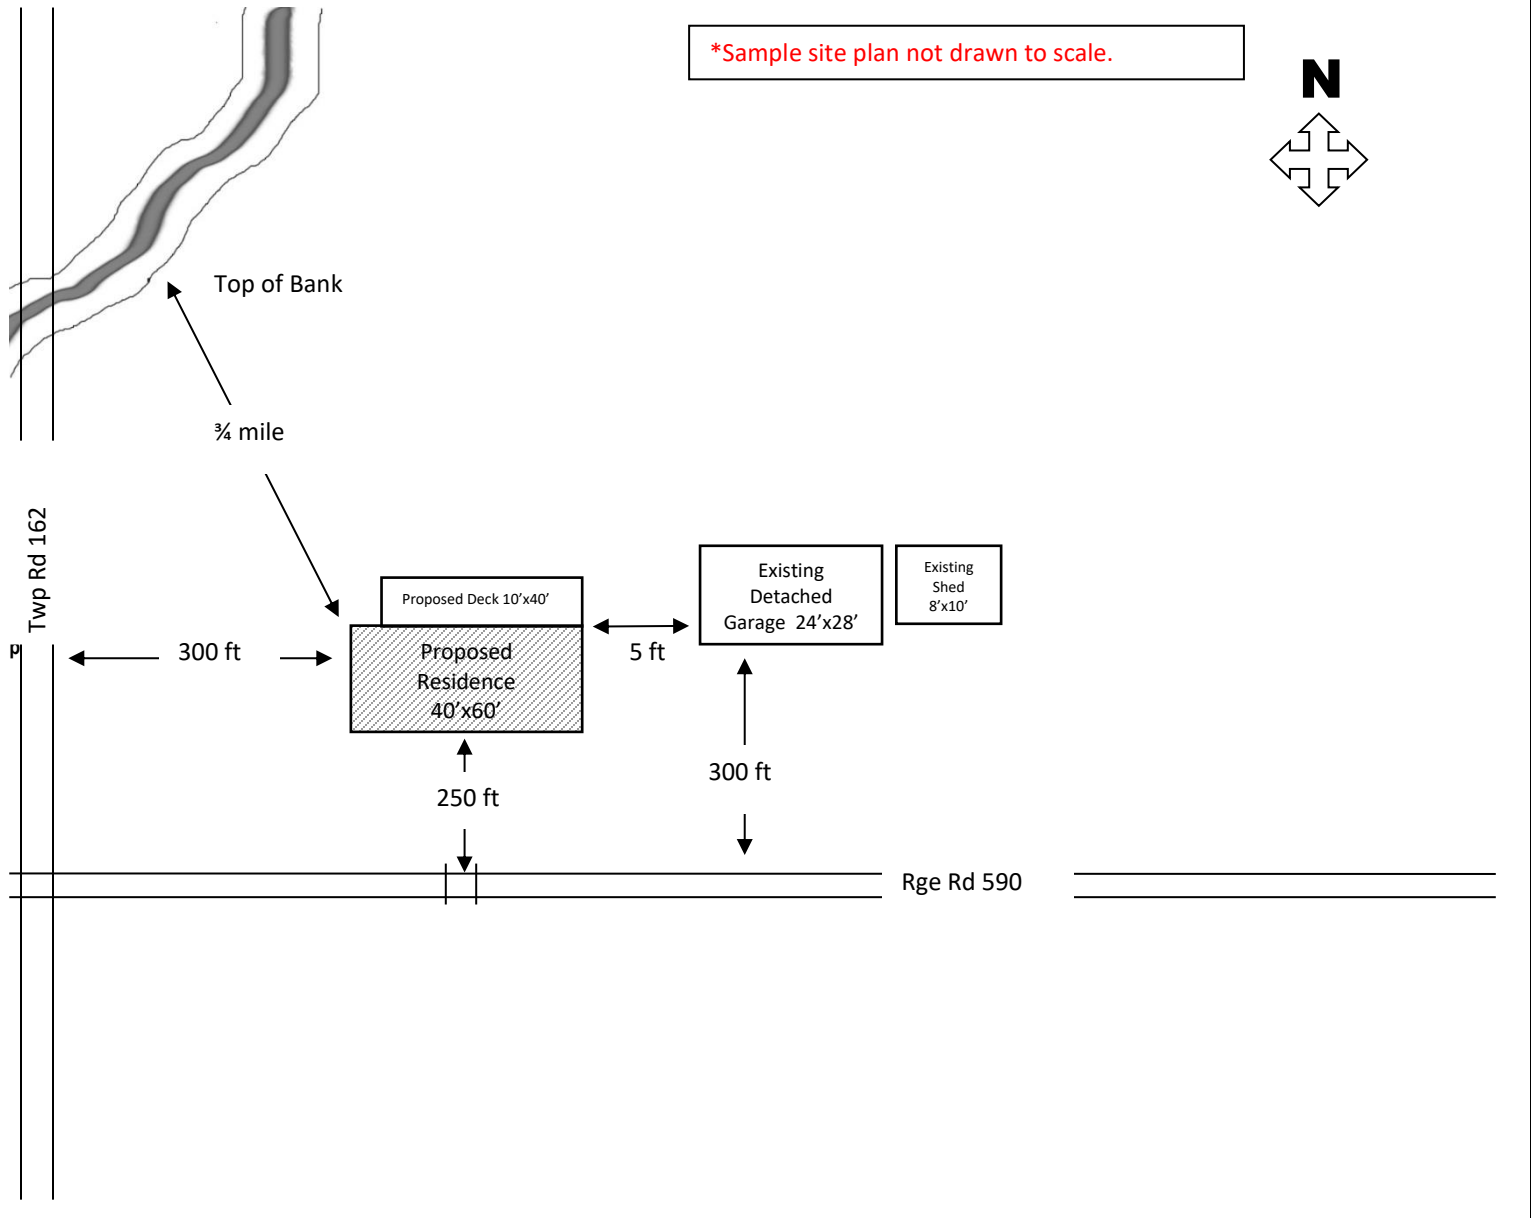 *Sample site plan not drawn to scale.
N
Top of Bank
¾ mile
Twp Rd 162
p
300 ft
Proposed Deck 10’x40’
Proposed
Residence
40’x60’
5 ft
Existing
Detached
Garage 24’x28’
Existing
Shed
8’x10’
250 ft
300 ft
Rge Rd 590